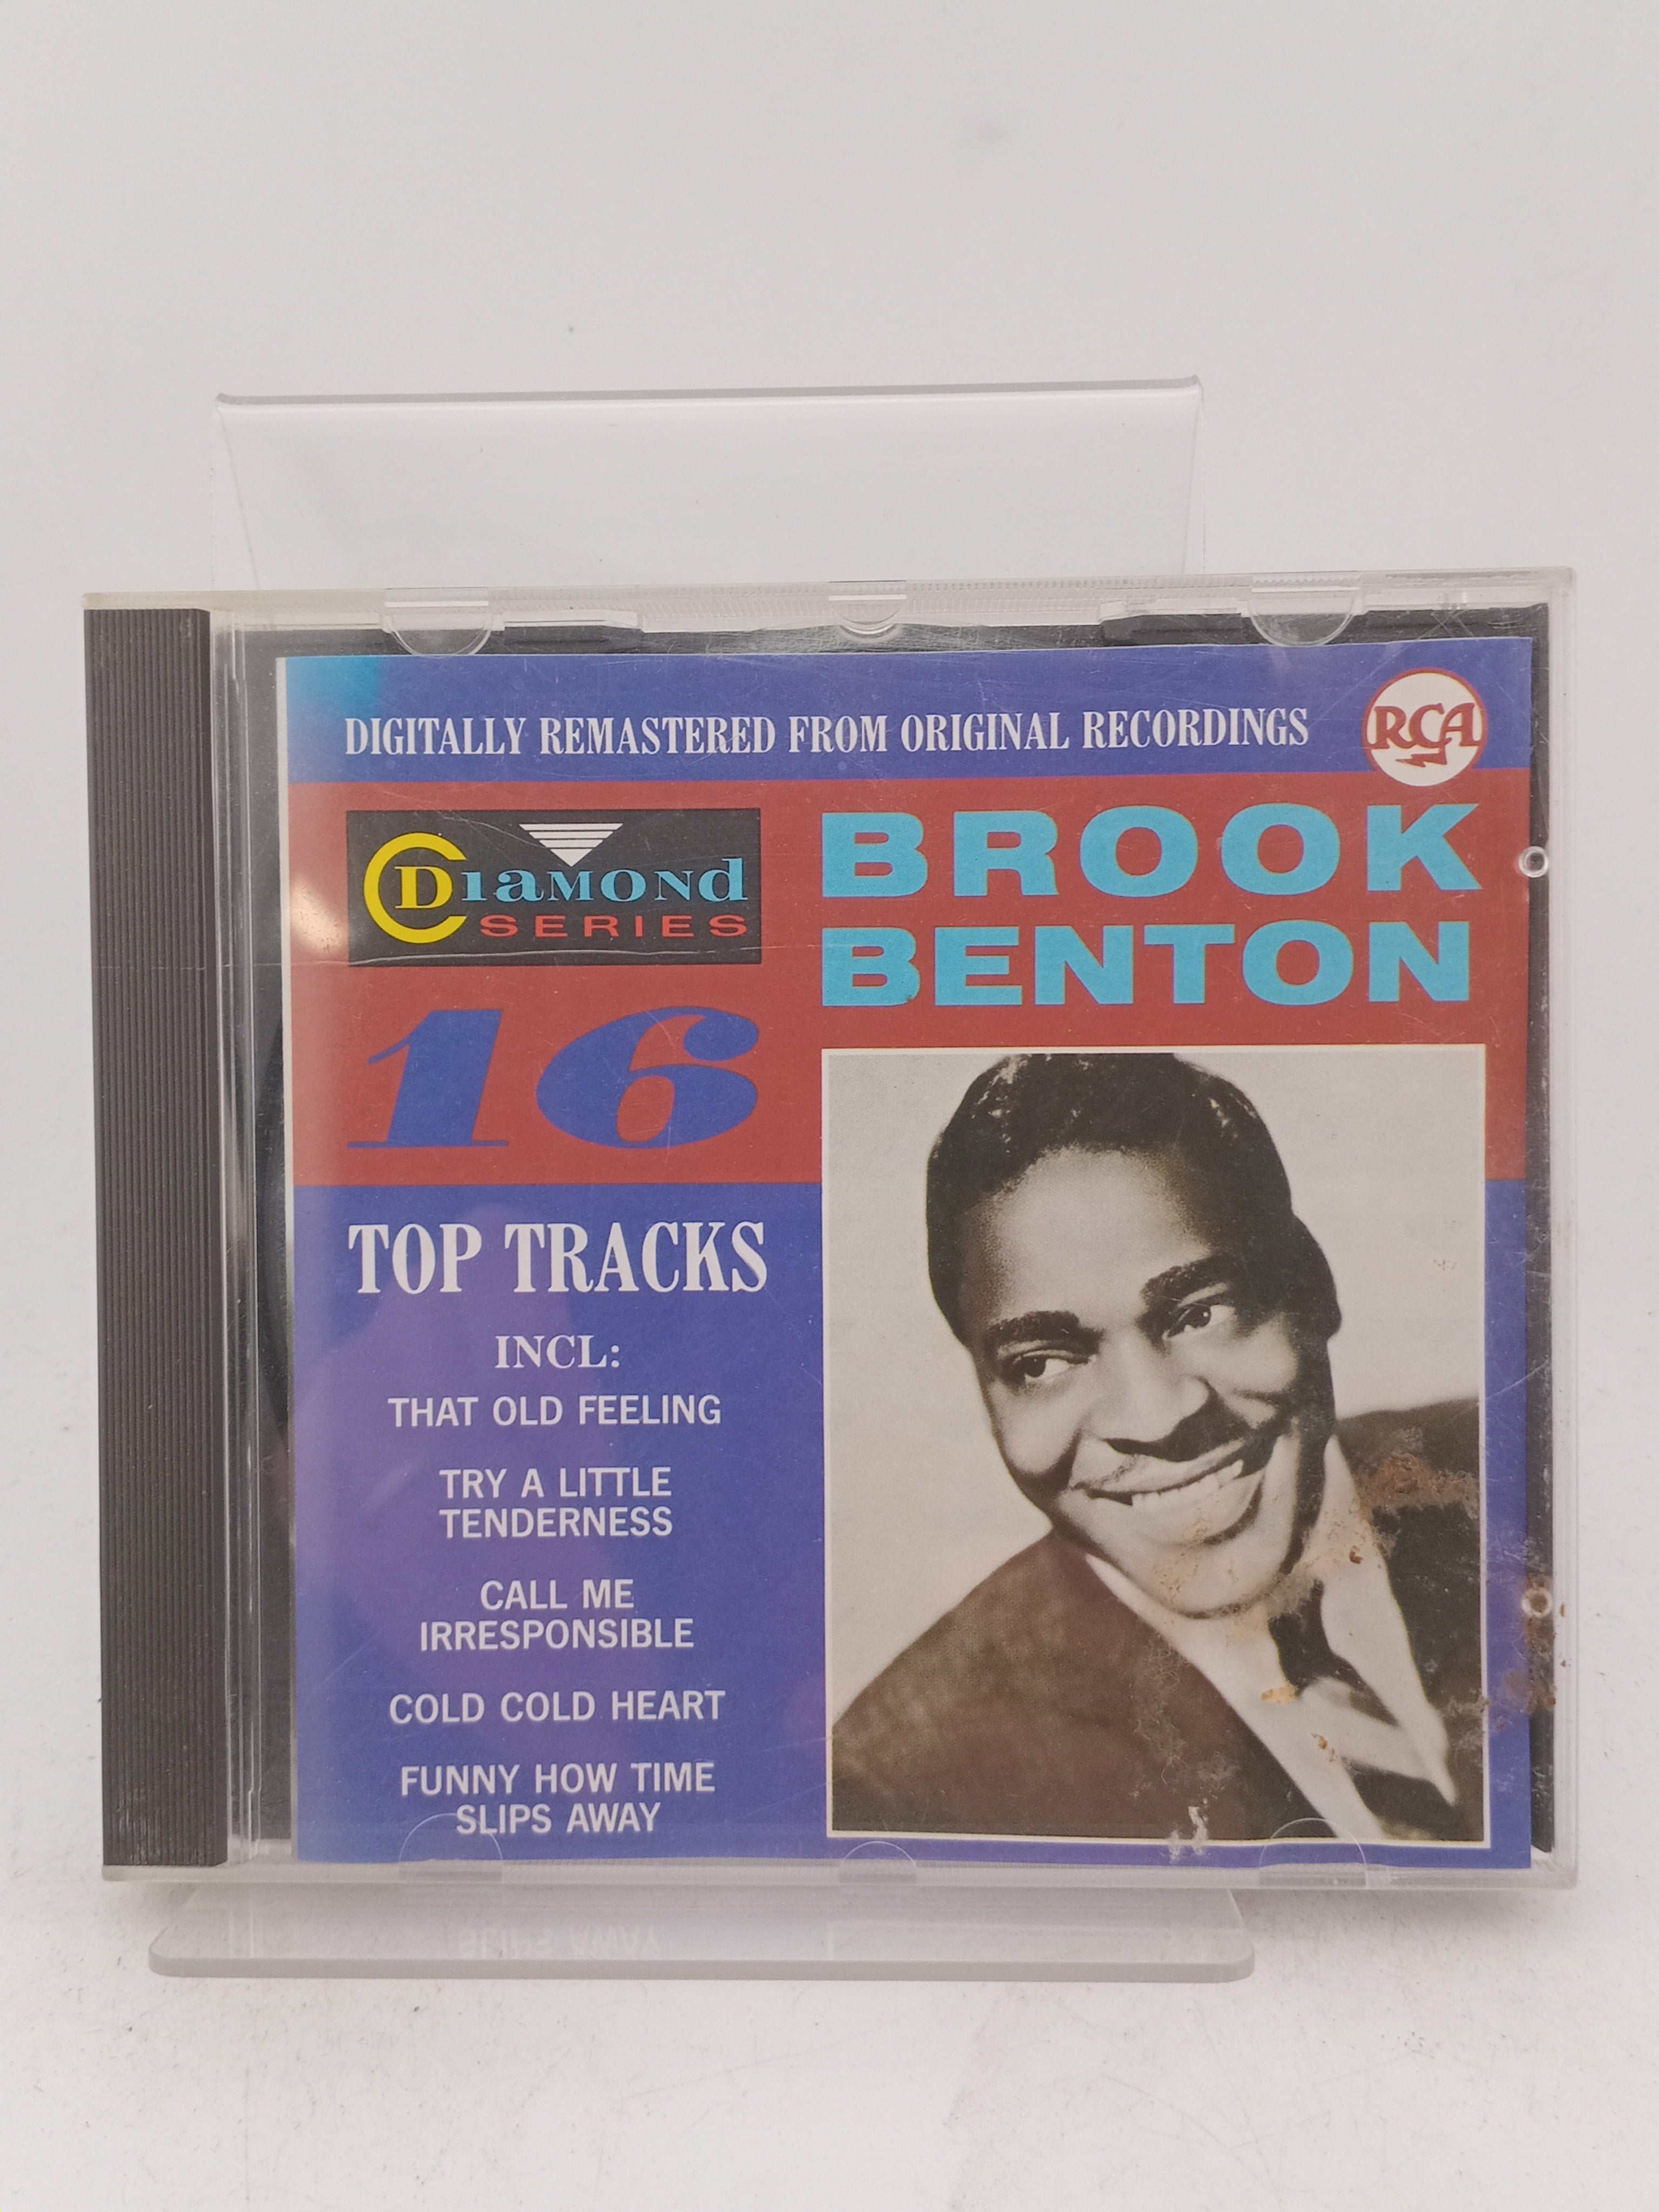 DIGITALLY REMASTERED FROM ORIGINAL RECORDINGS
RCA
CDiamond
SERIES
BROOK
BENTON
16
TOP TRACKS
INCL:
THAT OLD FEELING
TRY A LITTLE
TENDERNESS
CALL ME
IRRESPONSIBLE
COLD COLD HEART
FUNNY HOW TIME
SLIPS AWAY